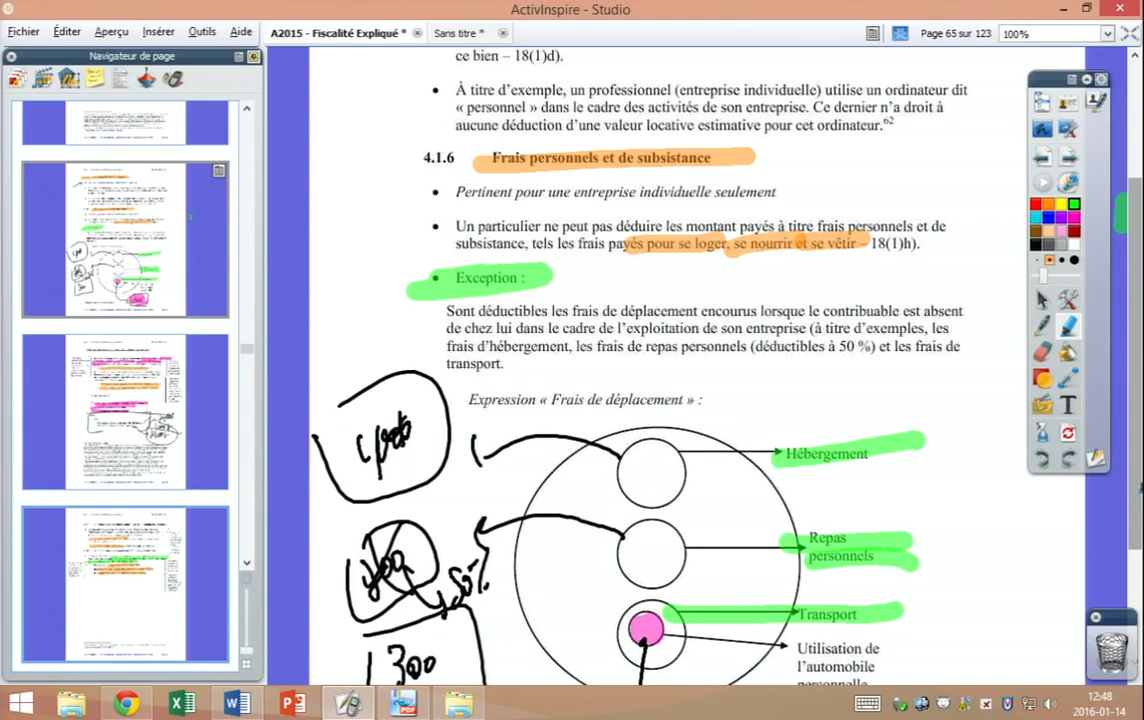 ActivInspire - Studio
Fichier Éditer Aperçu Insérer Outils Aide
A2015 - Fiscalité Expliqué *
Sans titre *
Page 65 sur 123
100%
Navigateur de page
ce bien – 18(1)d).
• À titre d'exemple, un professionnel (entreprise individuelle) utilise un ordinateur dit
« personnel » dans le cadre des activités de son entreprise. Ce dernier n'a droit à
aucune déduction d'une valeur locative estimative pour cet ordinateur.62
4.1.6 Frais personnels et de subsistance
• Pertinent pour une entreprise individuelle seulement
• Un particulier ne peut pas déduire les montant payés à titre frais personnels et de
subsistance, tels les frais payés pour se loger, se nourrir et se vêtir – 18(1)h).
• Exception :
Sont déductibles les frais de déplacement encourus lorsque le contribuable est absent
de chez lui dans le cadre de l'exploitation de son entreprise (à titre d'exemples, les
frais d'hébergement, les frais de repas personnels (déductibles à 50 %) et les frais de
transport.
Expression « Frais de déplacement » :
Hébergement
Repas
personnels
50%
Transport
Utilisation de
l'automobile
personnelle
300
12:48
2016-01-14